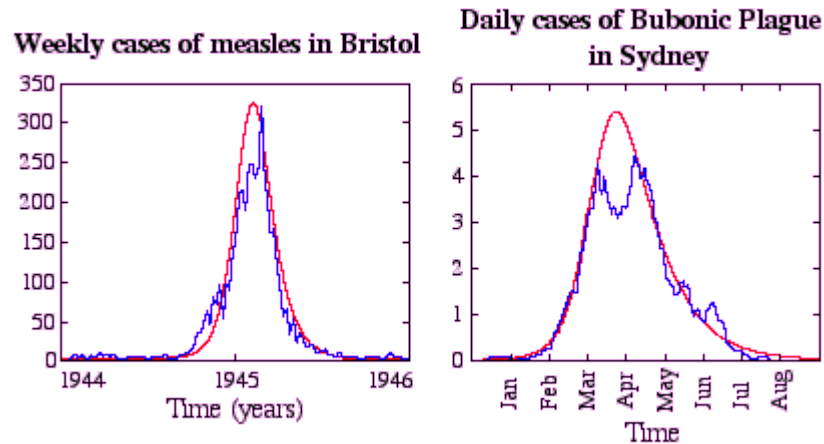 Weekly cases of measles in Bristol
350
300
250
200
150
100
50
0
1944
1945
1946
Time (years)
Daily cases of Bubonic Plague
in Sydney
6
5
4
3
2
1
0
Jan
Feb
Mar
Apr
May
Jun
Jul
Aug
Time